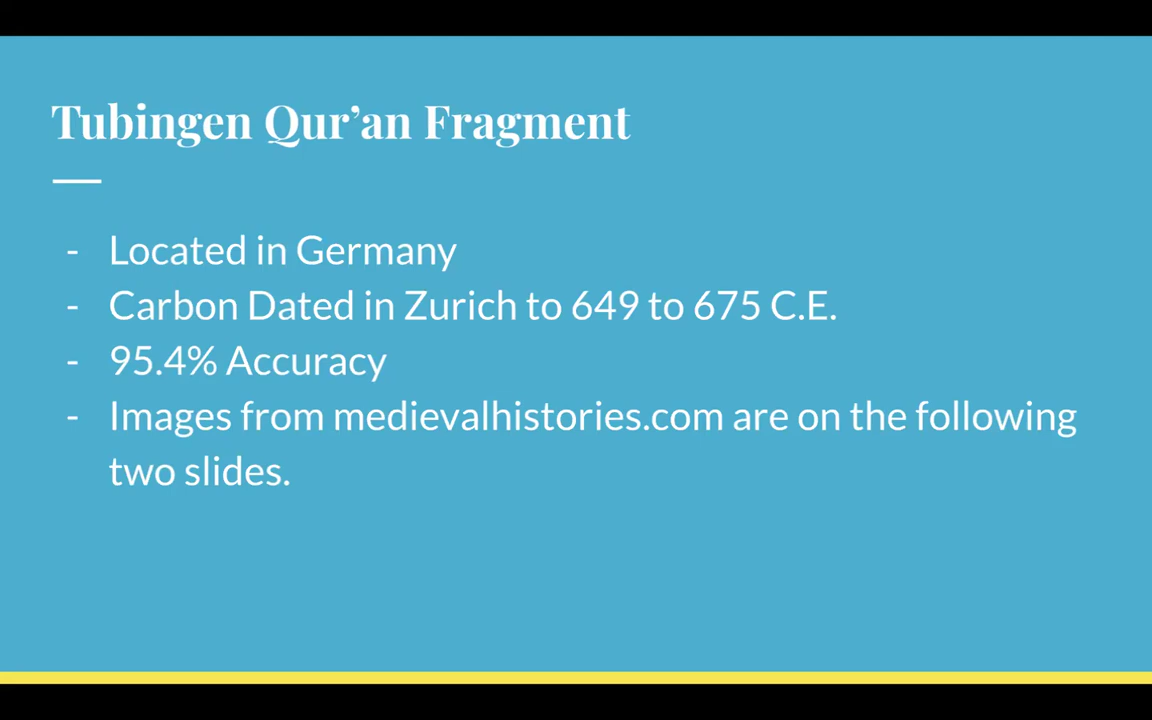 Tubingen Qur’an Fragment
- Located in Germany
- Carbon Dated in Zurich to 649 to 675 C.E.
- 95.4% Accuracy
- Images from medievalhistories.com are on the following
two slides.